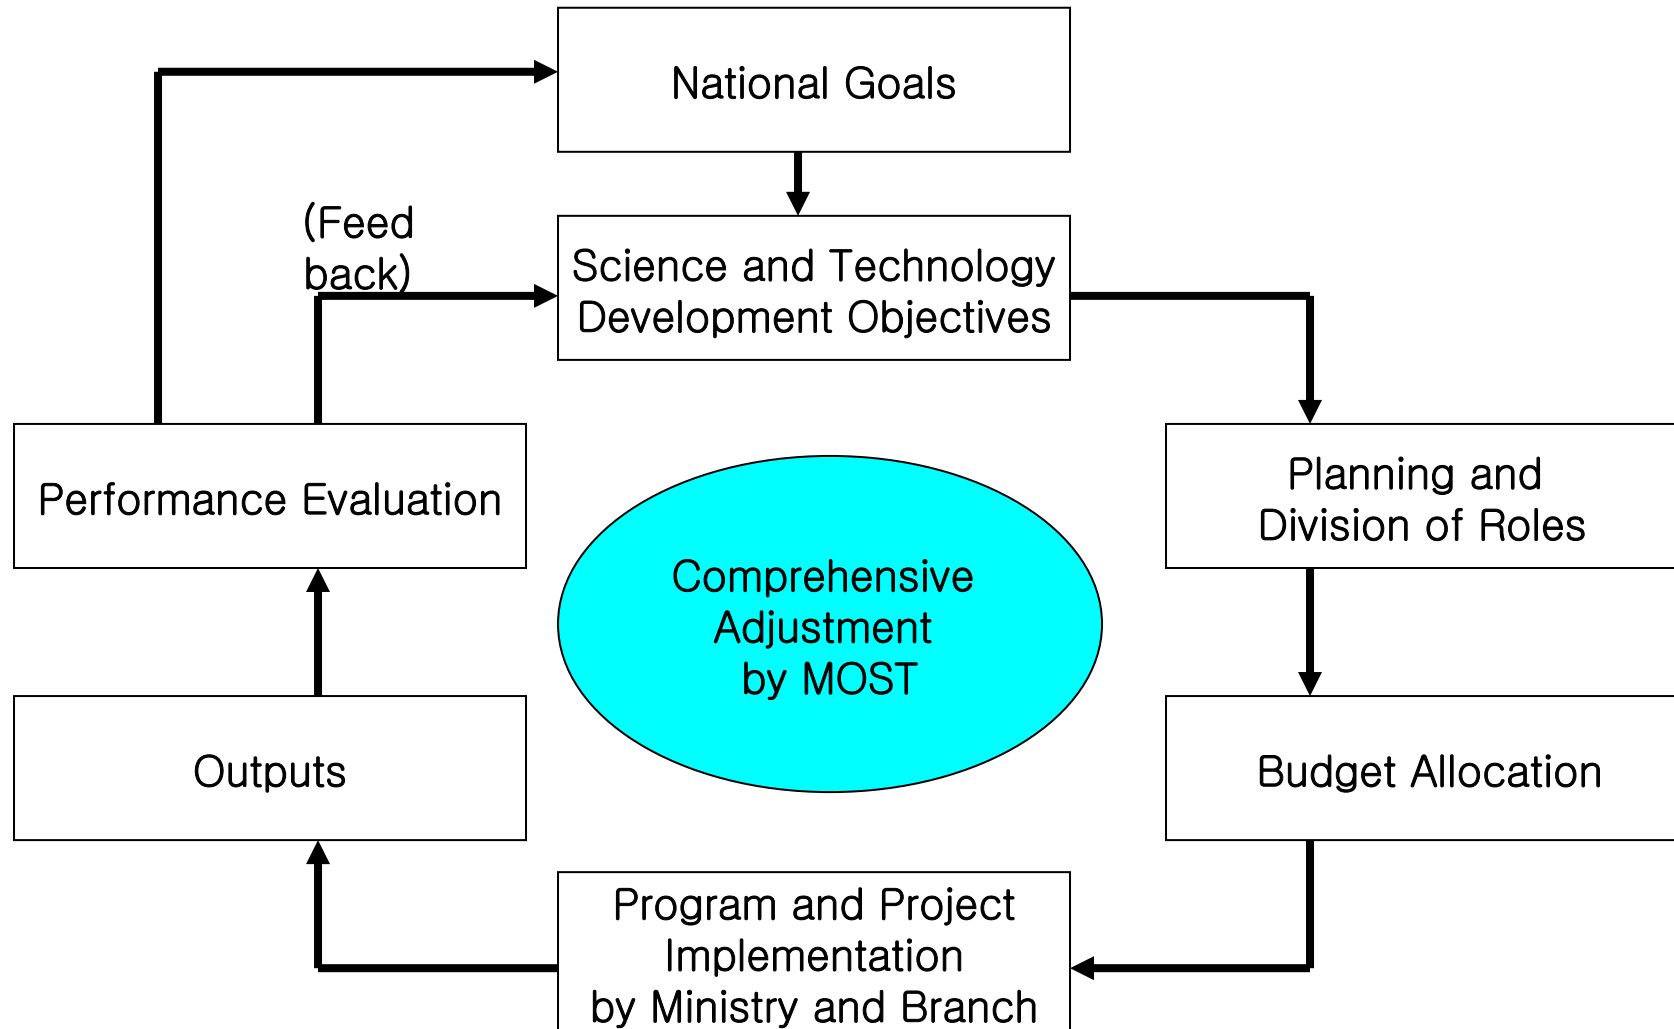 National Goals
(Feed
back)
Science and Technology
Development Objectives
Performance Evaluation
Planning and
Division of Roles
Comprehensive
Adjustment
by MOST
Outputs
Budget Allocation
Program and Project
Implementation
by Ministry and Branch